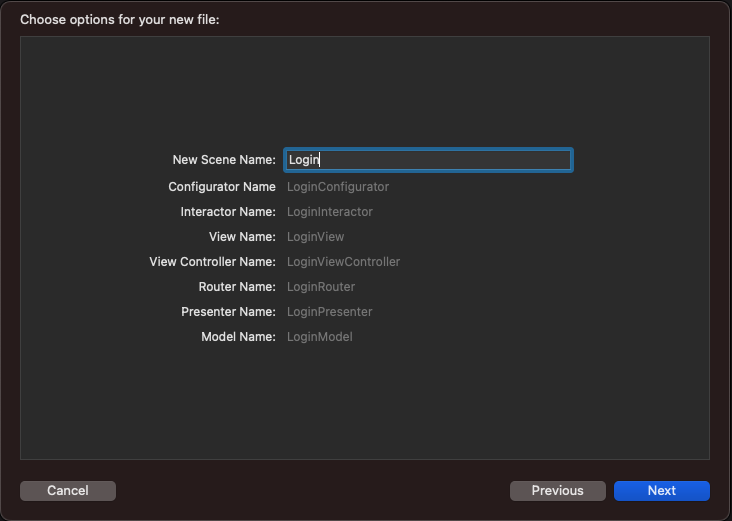 Choose options for your new file:
New Scene Name: Login
Configurator Name LoginConfigurator
Interactor Name: LoginInteractor
View Name: LoginView
View Controller Name: LoginViewController
Router Name: LoginRouter
Presenter Name: LoginPresenter
Model Name: LoginModel
Cancel Previous Next